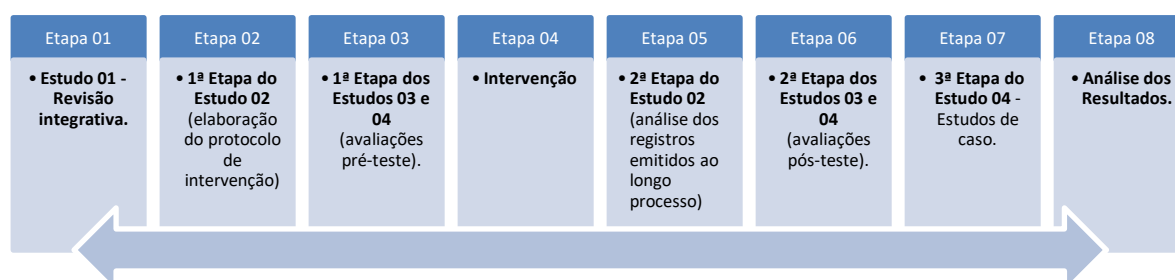 Etapa 01
• Estudo 01 -
Revisão
integrativa.
Etapa 02
• 1ª Etapa do
Estudo 02
(elaboração
do protocolo
de
intervenção)
Etapa 03
• 1ª Etapa dos
Estudos 03 e
04
(avaliações
pré-teste).
Etapa 04
• Intervenção
Etapa 05
• 2ª Etapa do
Estudo 02
(análise dos
registros
emitidos ao
longo
processo)
Etapa 06
• 2ª Etapa dos
Estudos 03 e
04
(avaliações
pós-teste).
Etapa 07
• 3ª Etapa do
Estudo 04 -
Estudos de
caso.
Etapa 08
• Análise dos
Resultados.